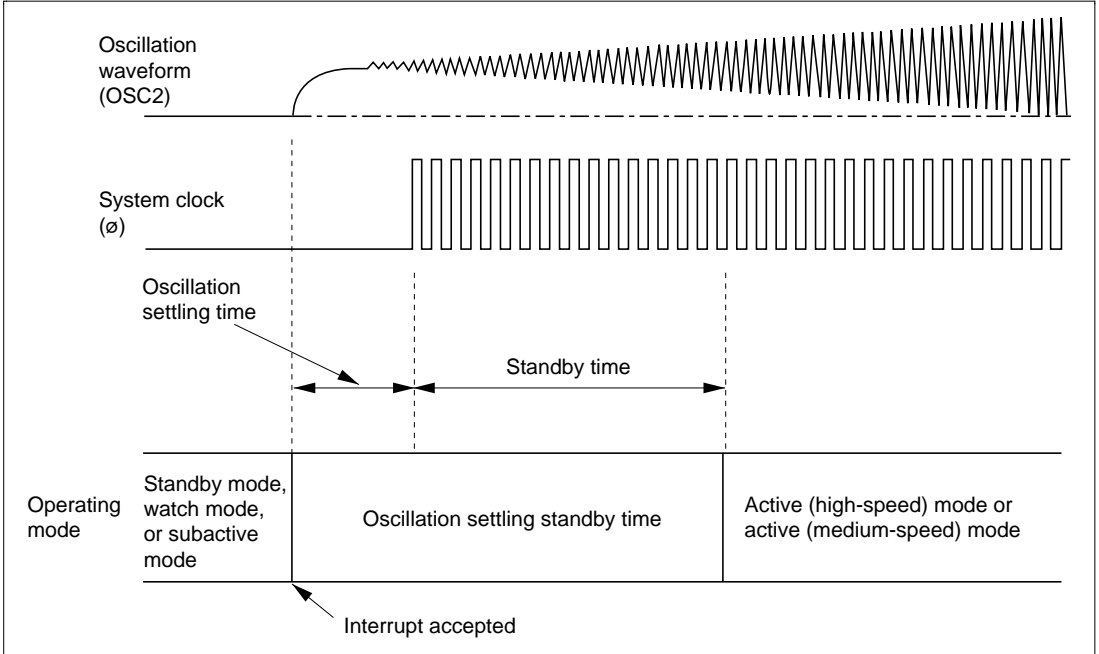 Oscillation
waveform
(OSC2)
System clock
(ø)
Oscillation
settling time
Standby time
Operating
mode
Standby mode,
watch mode,
or subactive
mode
Oscillation settling standby time
Active (high-speed) mode or
active (medium-speed) mode
Interrupt accepted